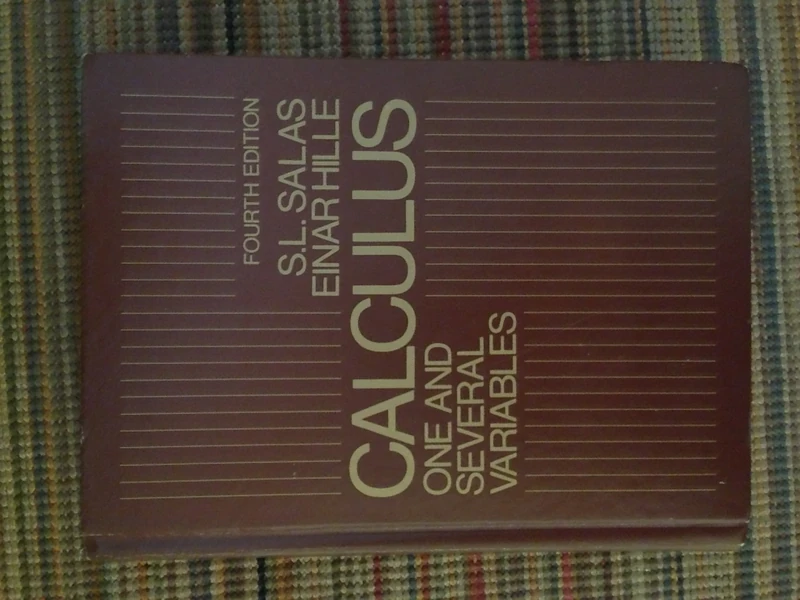 FOURTH EDITION
S.L. SALAS
EINAR HILLE
CALCULUS
ONE AND
SEVERAL
VARIABLES